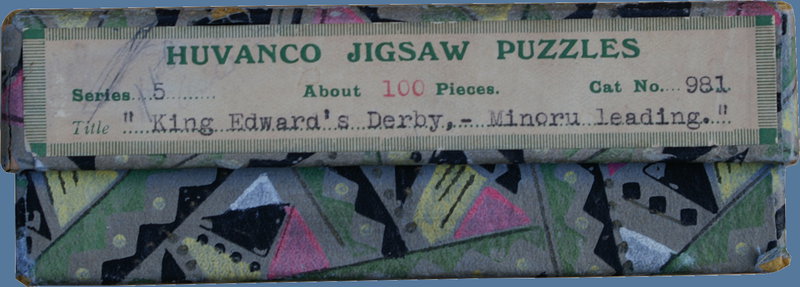 HUVANCO JIGSAW PUZZLES
Series 5 About 100 Pieces. Cat No. 981.
Title "King Edward's Derby,- Minoru leading."